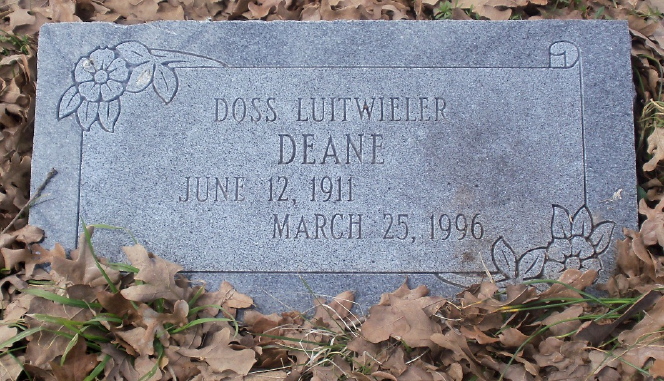 DOSS LUITWIELER
DEANE
JUNE 12, 1911
MARCH 25, 1996